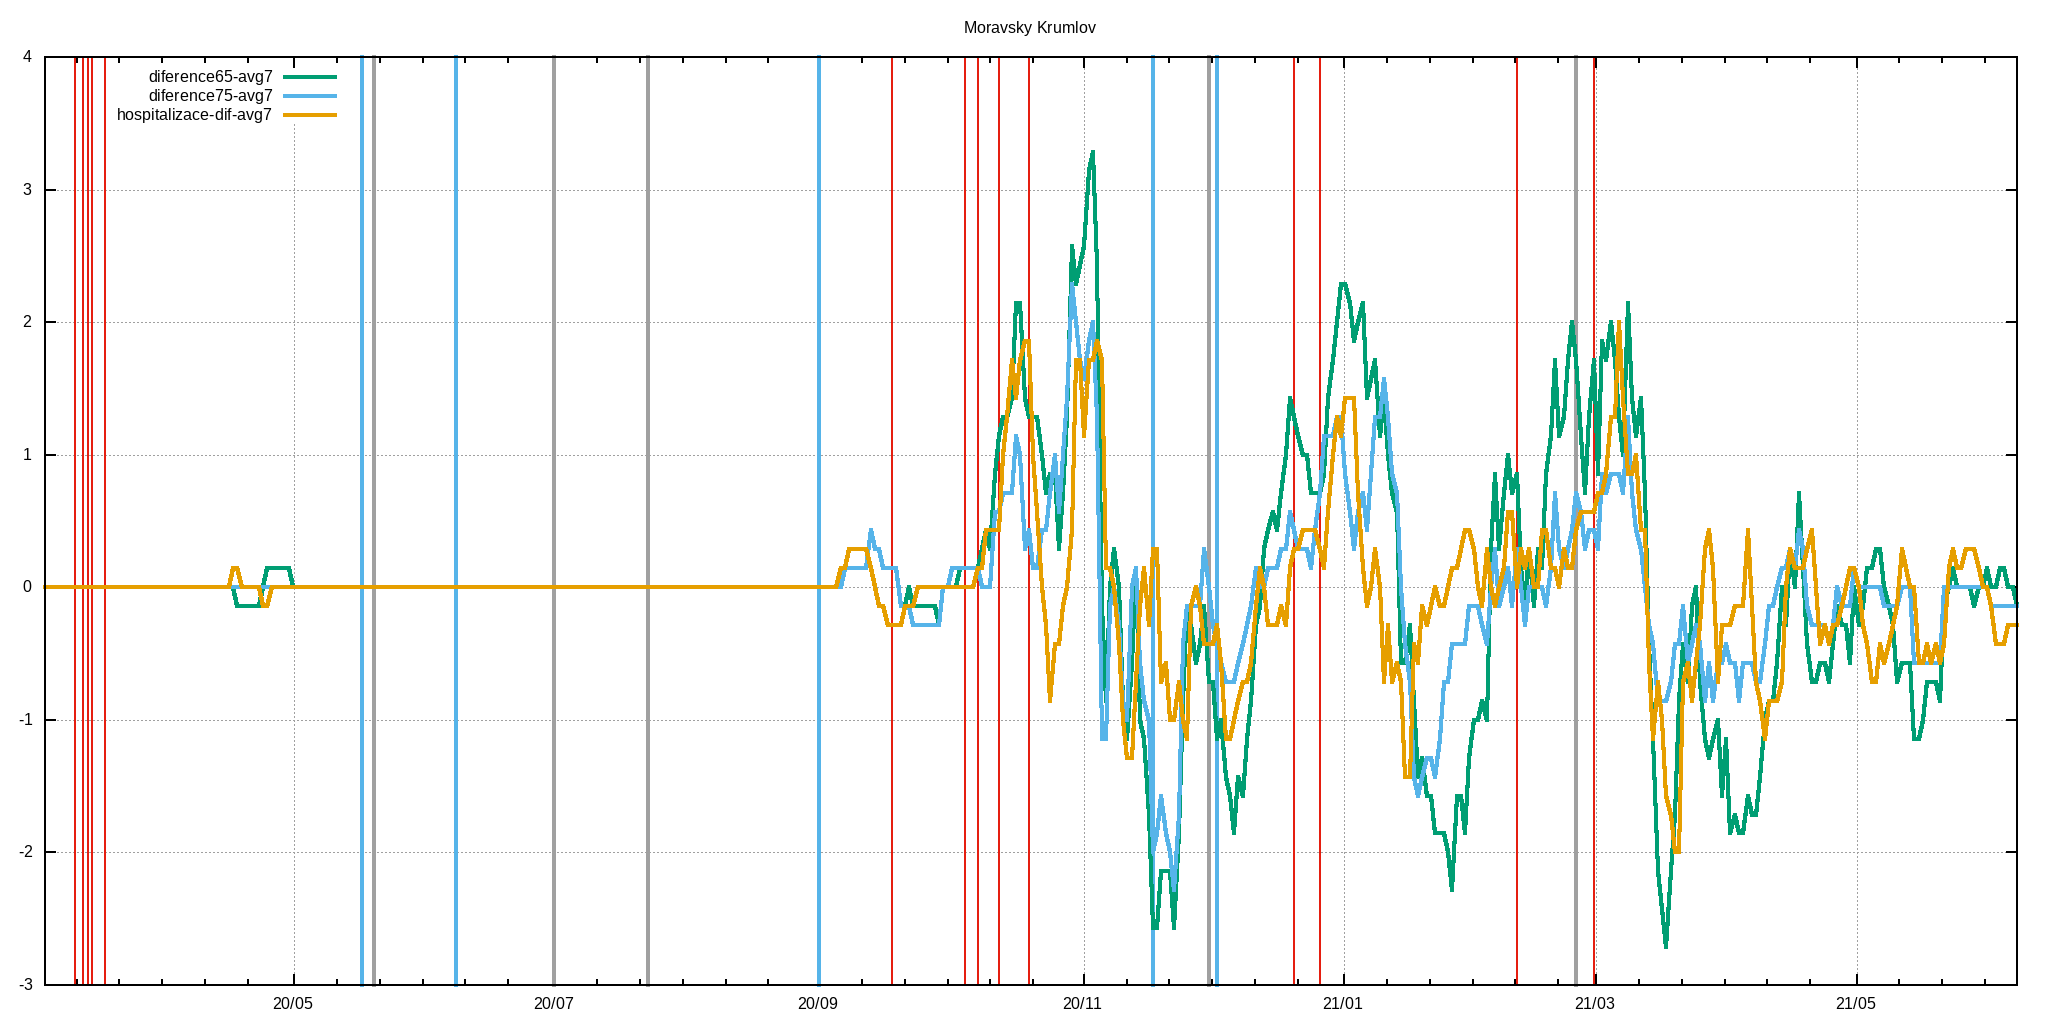 Moravsky Krumlov
4
diference65-avg7
diference75-avg7
hospitalizace-dif-avg7
3
2
1
0
-1
-2
-3
20/05 20/07 20/09 20/11 21/01 21/03 21/05